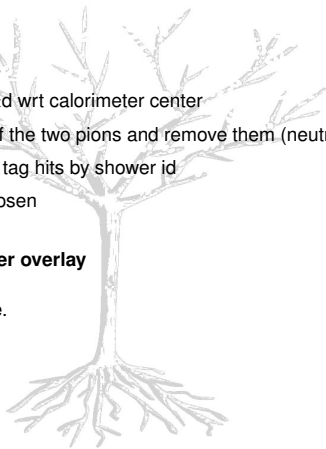 d wrt calorimeter center
f the two pions and remove them (neutr
tag hits by shower id
osen
er overlay
.